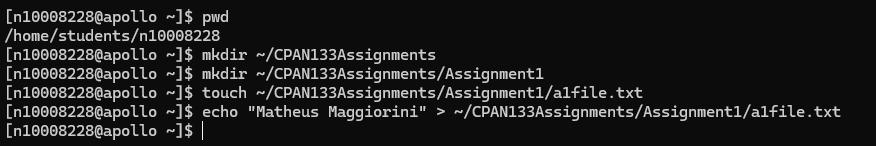 [n10008228@apollo ~]$ pwd
/home/students/n10008228
[n10008228@apollo ~]$ mkdir ~/CPAN133Assignments
[n10008228@apollo ~]$ mkdir ~/CPAN133Assignments/Assignment1
[n10008228@apollo ~]$ touch ~/CPAN133Assignments/Assignment1/a1file.txt
[n10008228@apollo ~]$ echo "Matheus Maggiorini" > ~/CPAN133Assignments/Assignment1/a1file.txt
[n10008228@apollo ~]$